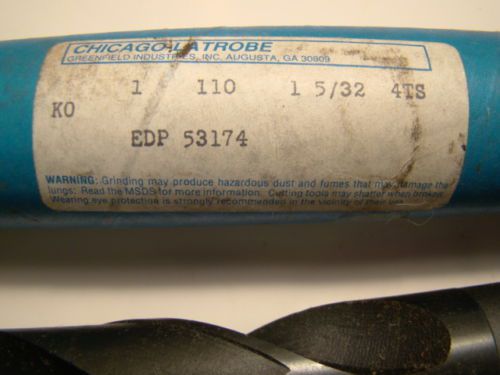 CHICAGO-LATROBE
GREENFIELD INDUSTRIES, INC. AUGUSTA, GA 30909
1 110 1 5/32 4TS
KO
EDP 53174
WARNING: Grinding may produce hazardous dust and fumes that may damage the
lungs: Read the MSDS for more information. Cutting tools may shatter when broken.
Wearing eye protection is strongly recommended in the vicinity of their use.